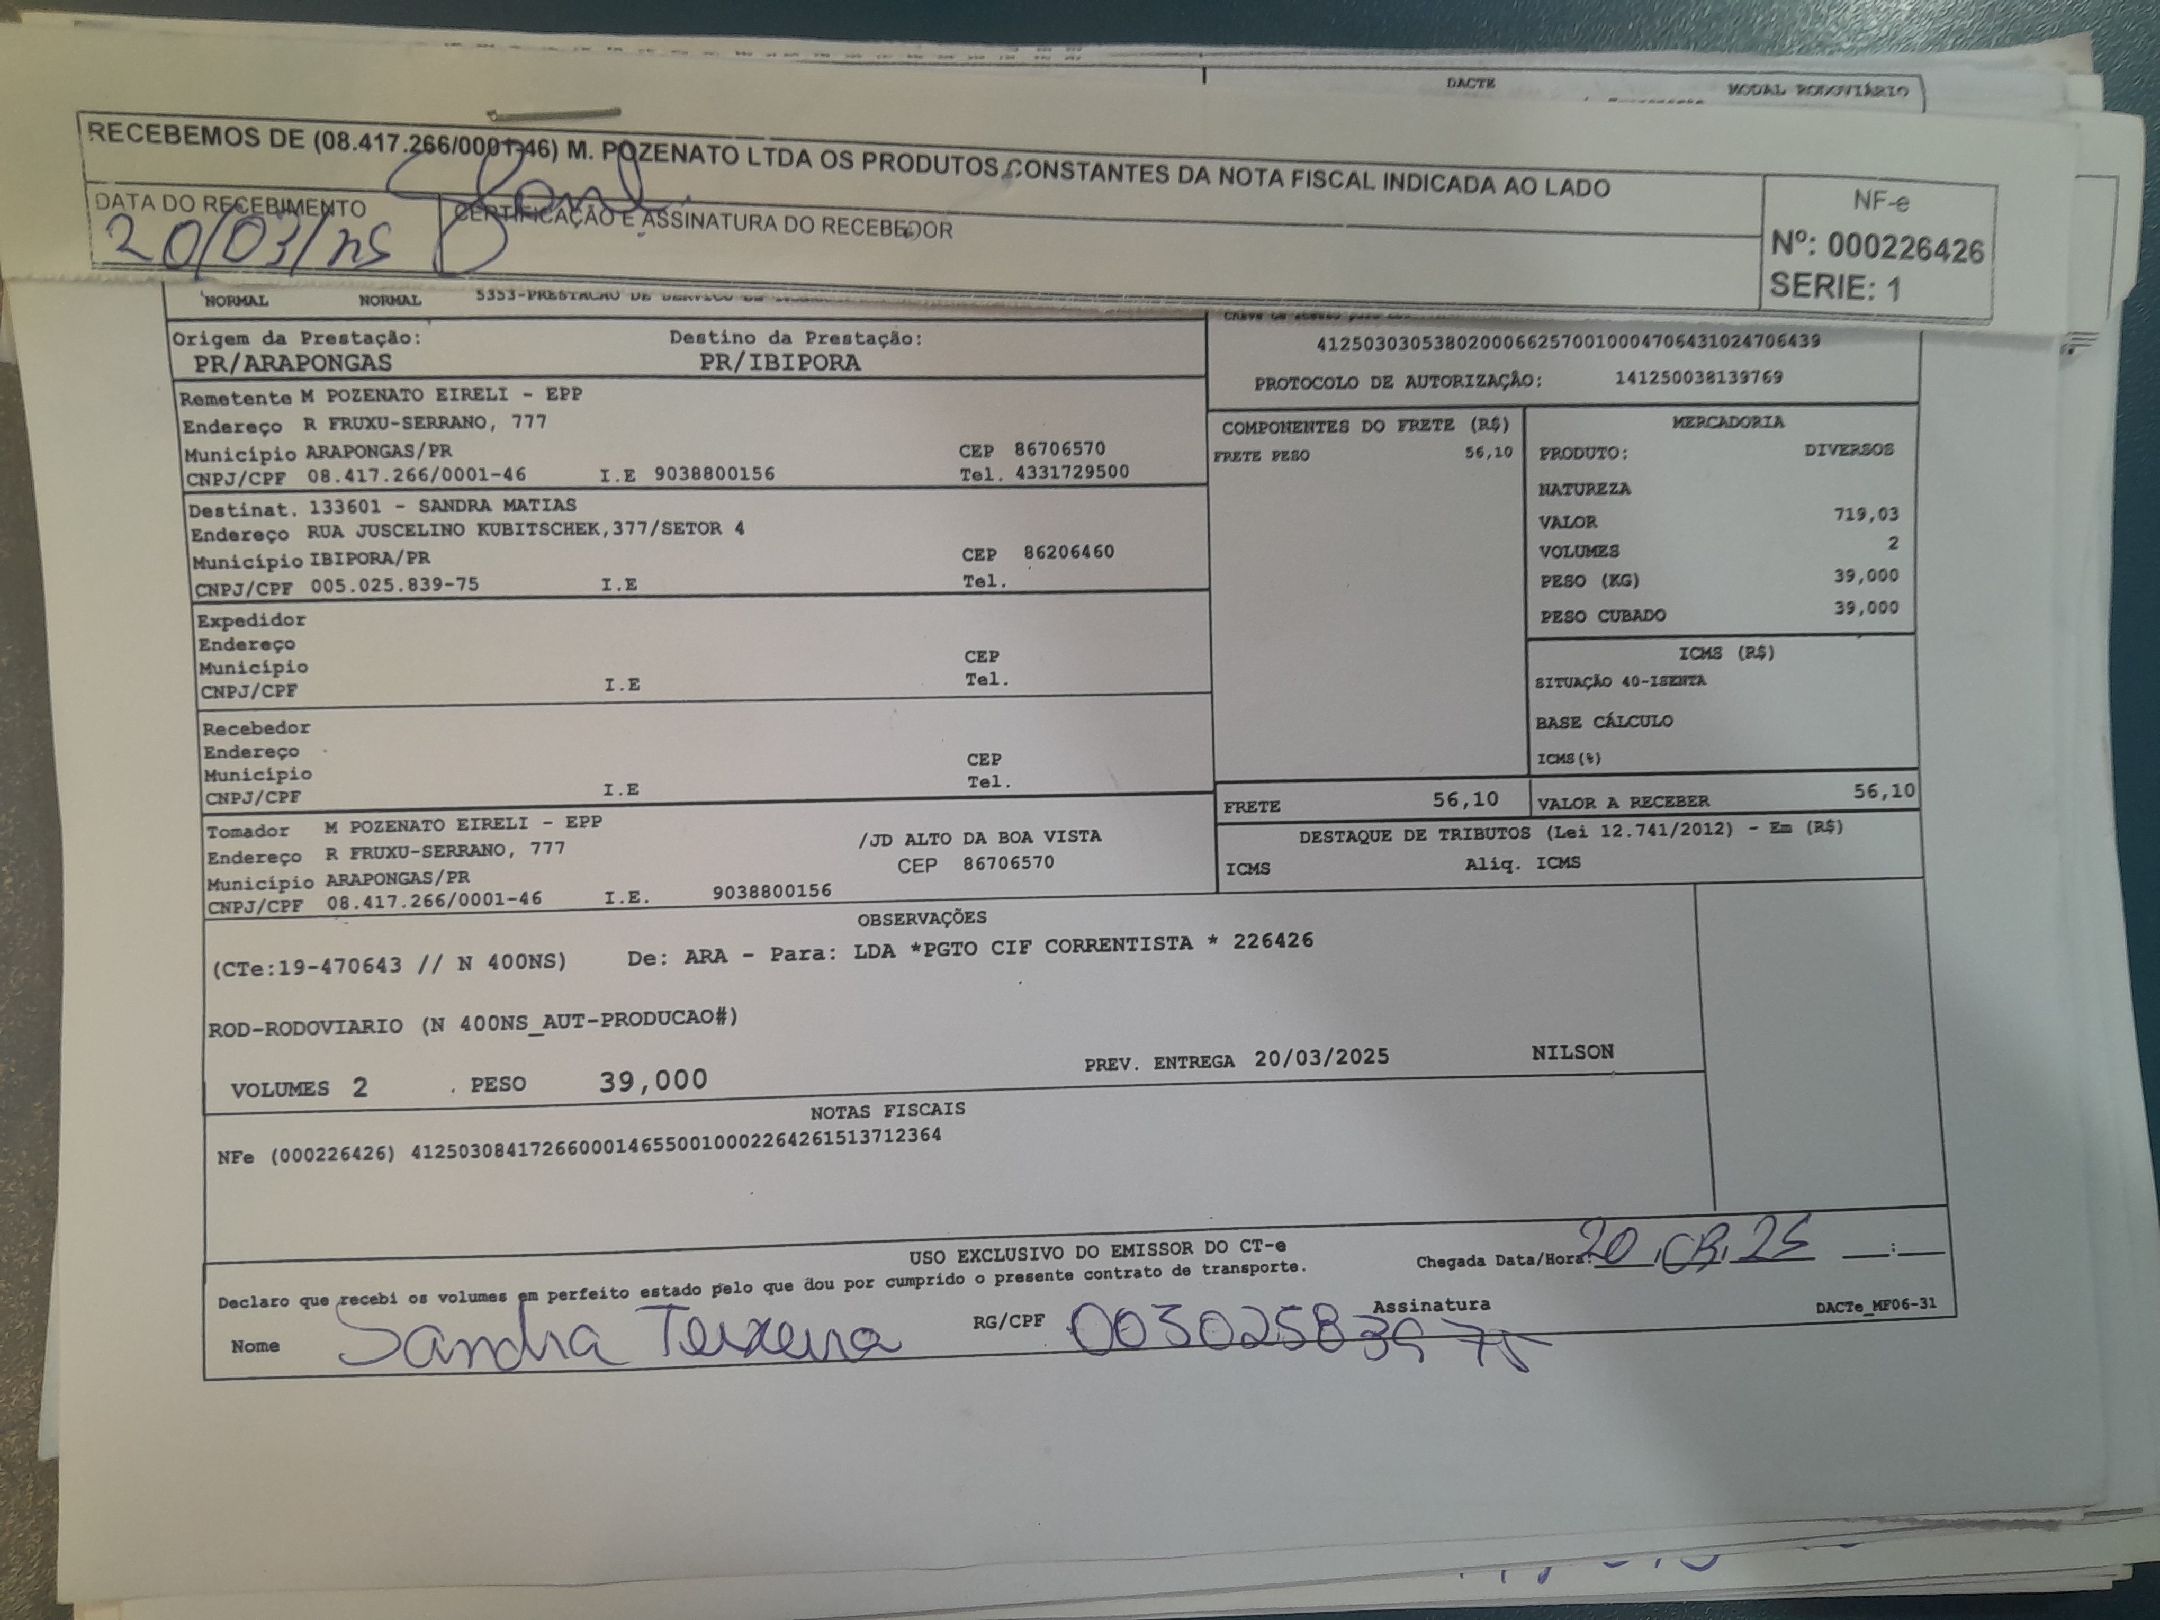 DACTE MODAL RODOVIÁRIO
RECEBEMOS DE (08.417.266/0001-46) M. POZENATO LTDA OS PRODUTOS CONSTANTES DA NOTA FISCAL INDICADA AO LADO
DATA DO RECEBIMENTO CERTIFICAÇÃO E ASSINATURA DO RECEBEDOR
20/03/
NF-e
Nº: 000226426
SERIE: 1
NORMAL NORMAL 5353-PRESTACAO DE SERVICO DE
Origem da Prestação: Destino da Prestação:
PR/ARAPONGAS PR/IBIPORA
41250303053802000662570010004706431024706439
PROTOCOLO DE AUTORIZAÇÃO: 141250038139769
Remetente M POZENATO EIRELI - EPP
Endereço R FRUXU-SERRANO, 777
Município ARAPONGAS/PR CEP 86706570
CNPJ/CPF 08.417.266/0001-46 I.E 9038800156 Tel. 4331729500
Destinat. 133601 - SANDRA MATIAS
Endereço RUA JUSCELINO KUBITSCHEK,377/SETOR 4
Município IBIPORA/PR CEP 86206460
CNPJ/CPF 005.025.839-75 I.E Tel.
Expedidor
Endereço
Município CEP
CNPJ/CPF I.E Tel.
Recebedor
Endereço
Município CEP
CNPJ/CPF I.E Tel.
Tomador M POZENATO EIRELI - EPP
Endereço R FRUXU-SERRANO, 777 /JD ALTO DA BOA VISTA
Município ARAPONGAS/PR CEP 86706570
CNPJ/CPF 08.417.266/0001-46 I.E. 9038800156
COMPONENTES DO FRETE (R$)
FRETE PESO 56,10
MERCADORIA
PRODUTO: DIVERSOS
NATUREZA
VALOR 719,03
VOLUMES 2
PESO (KG) 39,000
PESO CUBADO 39,000
ICMS (R$)
SITUAÇÃO 40-ISENTA
BASE CÁLCULO
ICMS(%)
FRETE 56,10 VALOR A RECEBER 56,10
DESTAQUE DE TRIBUTOS (Lei 12.741/2012) - Em (R$)
ICMS Aliq. ICMS
OBSERVAÇÕES
(CTe:19-470643 // N 400NS) De: ARA - Para: LDA *PGTO CIF CORRENTISTA * 226426
ROD-RODOVIARIO (N 400NS_AUT-PRODUCAO#)
VOLUMES 2 . PESO 39,000 PREV. ENTREGA 20/03/2025 NILSON
NOTAS FISCAIS
NFe (000226426) 41250308417266000146550010002264261513712364
USO EXCLUSIVO DO EMISSOR DO CT-e
Chegada Data/Hora: 20 . 03 . 25 __:__
Declaro que recebi os volumes em perfeito estado pelo que dou por cumprido o presente contrato de transporte.
Nome Sandra Teixeira RG/CPF 00302583975 Assinatura DACTe_MF06-31